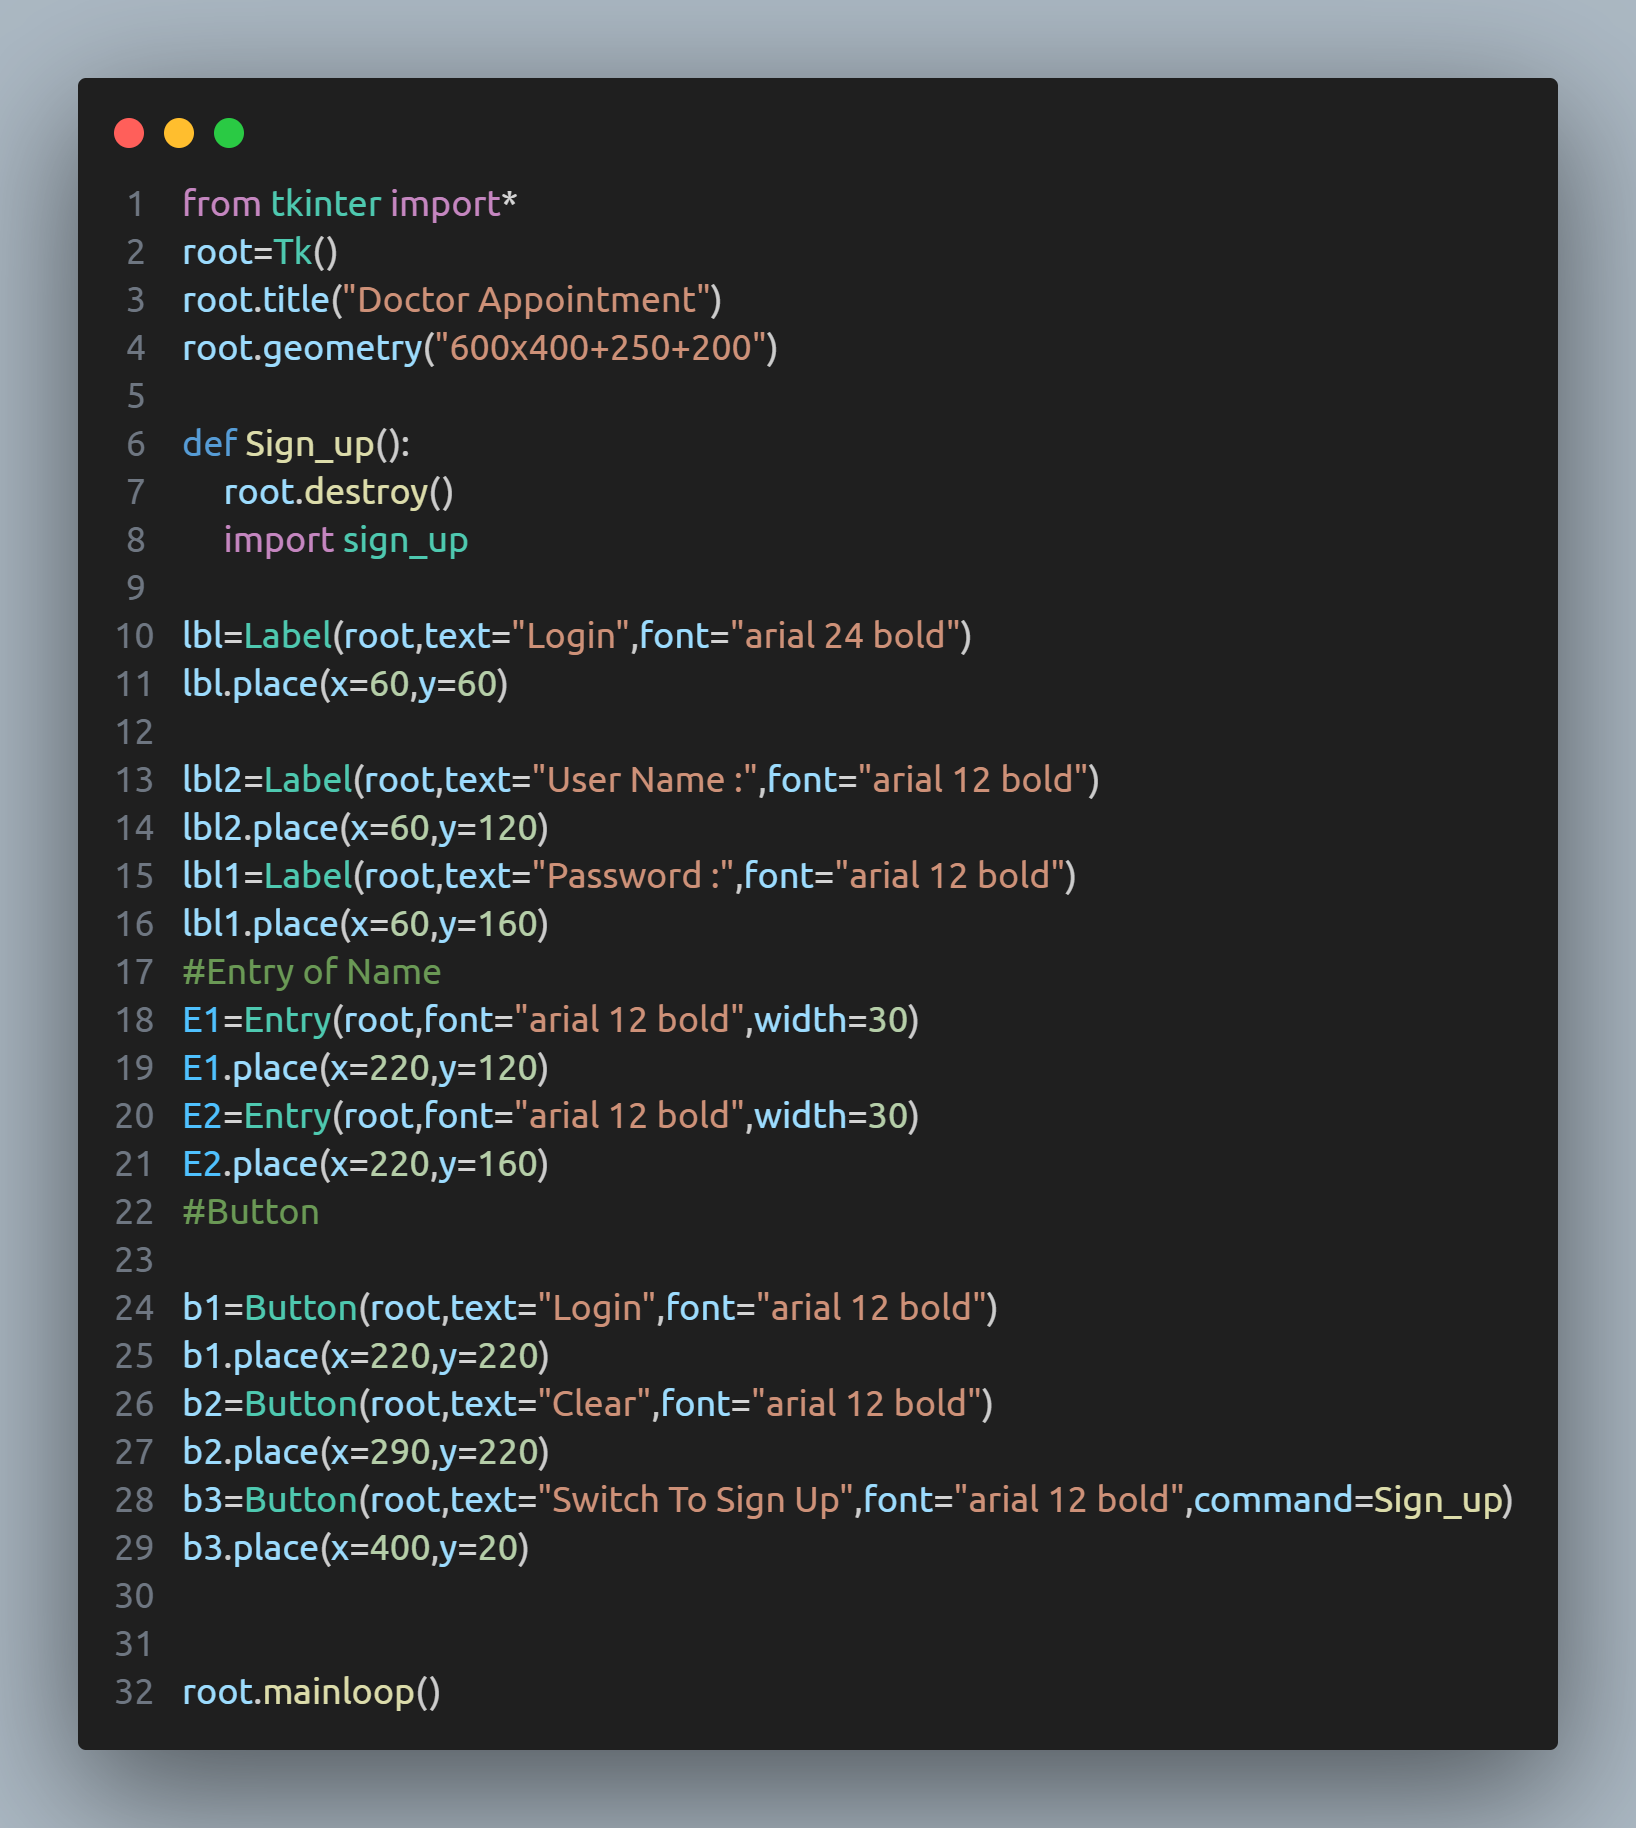 1 from tkinter import*
2 root=Tk()
3 root.title("Doctor Appointment")
4 root.geometry("600x400+250+200")
5
6 def Sign_up():
7     root.destroy()
8     import sign_up
9
10 lbl=Label(root,text="Login",font="arial 24 bold")
11 lbl.place(x=60,y=60)
12
13 lbl2=Label(root,text="User Name :",font="arial 12 bold")
14 lbl2.place(x=60,y=120)
15 lbl1=Label(root,text="Password :",font="arial 12 bold")
16 lbl1.place(x=60,y=160)
17 #Entry of Name
18 E1=Entry(root,font="arial 12 bold",width=30)
19 E1.place(x=220,y=120)
20 E2=Entry(root,font="arial 12 bold",width=30)
21 E2.place(x=220,y=160)
22 #Button
23
24 b1=Button(root,text="Login",font="arial 12 bold")
25 b1.place(x=220,y=220)
26 b2=Button(root,text="Clear",font="arial 12 bold")
27 b2.place(x=290,y=220)
28 b3=Button(root,text="Switch To Sign Up",font="arial 12 bold",command=Sign_up)
29 b3.place(x=400,y=20)
30
31
32 root.mainloop()